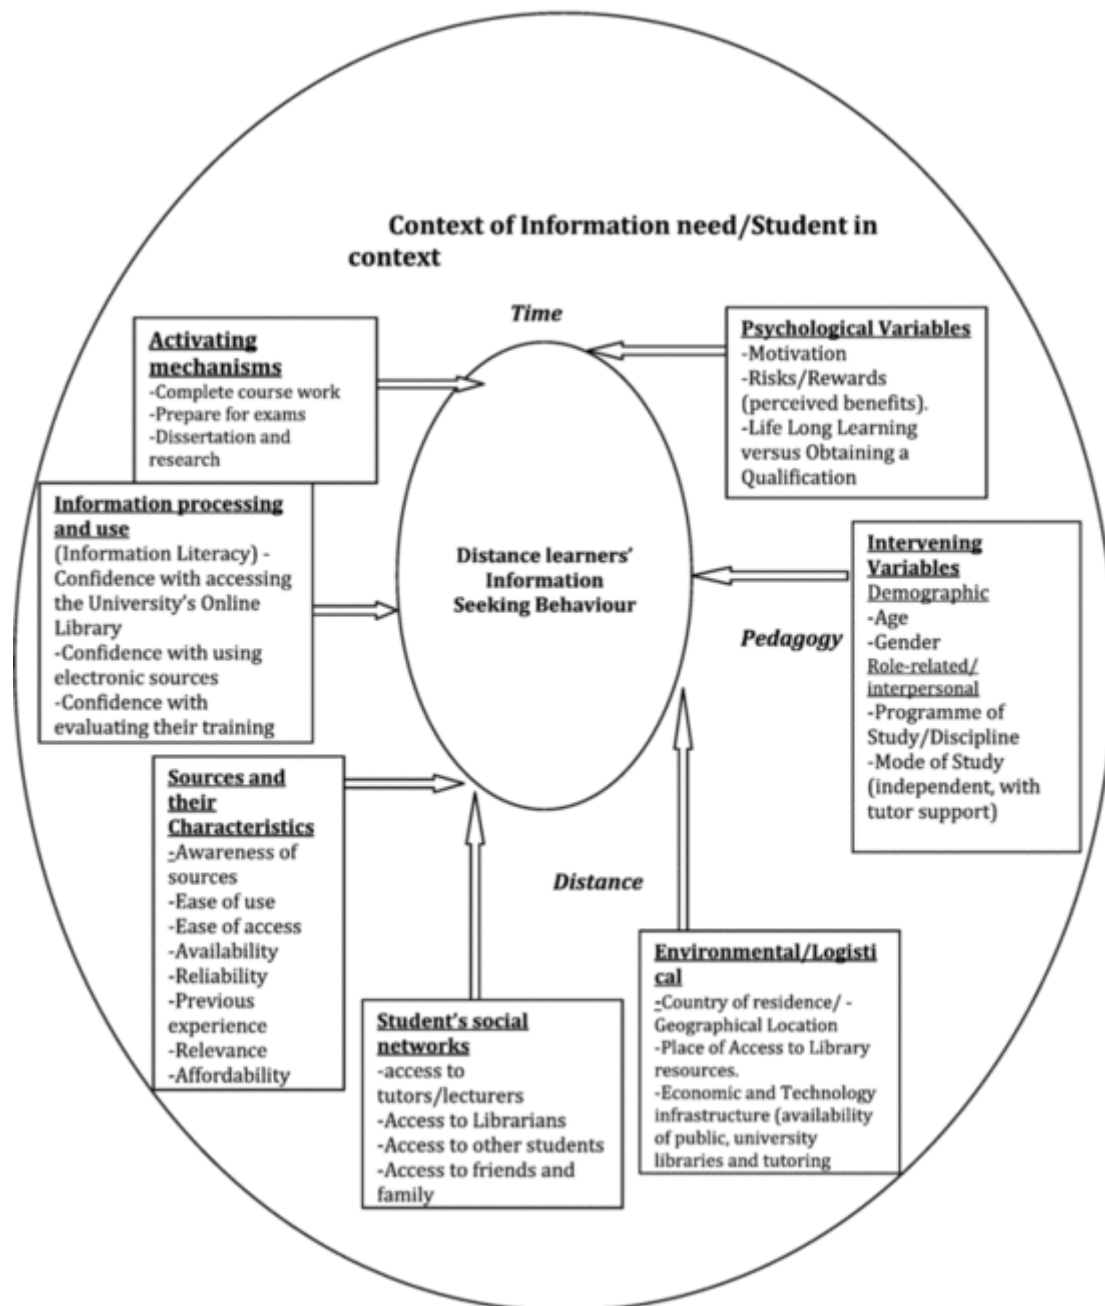 Context of Information need/Student in
context
Time
Activating
mechanisms
-Complete course work
-Prepare for exams
-Dissertation and
research
Psychological Variables
-Motivation
-Risks/Rewards
(perceived benefits).
-Life Long Learning
versus Obtaining a
Qualification
Information processing
and use
(Information Literacy) -
Confidence with accessing
the University's Online
Library
-Confidence with using
electronic sources
-Confidence with
evaluating their training
Distance learners'
Information
Seeking Behaviour
Intervening
Variables
Demographic
-Age
-Gender
Role-related/
interpersonal
-Programme of
Study/Discipline
-Mode of Study
(independent, with
tutor support)
Pedagogy
Sources and
their
Characteristics
-Awareness of
sources
-Ease of use
-Ease of access
-Availability
-Reliability
-Previous
experience
-Relevance
-Affordability
Distance
Student's social
networks
-access to
tutors/lecturers
-Access to Librarians
-Access to other students
-Access to friends and
family
Environmental/Logisti
cal
-Country of residence/ -
Geographical Location
-Place of Access to Library
resources.
-Economic and Technology
infrastructure (availability
of public, university
libraries and tutoring